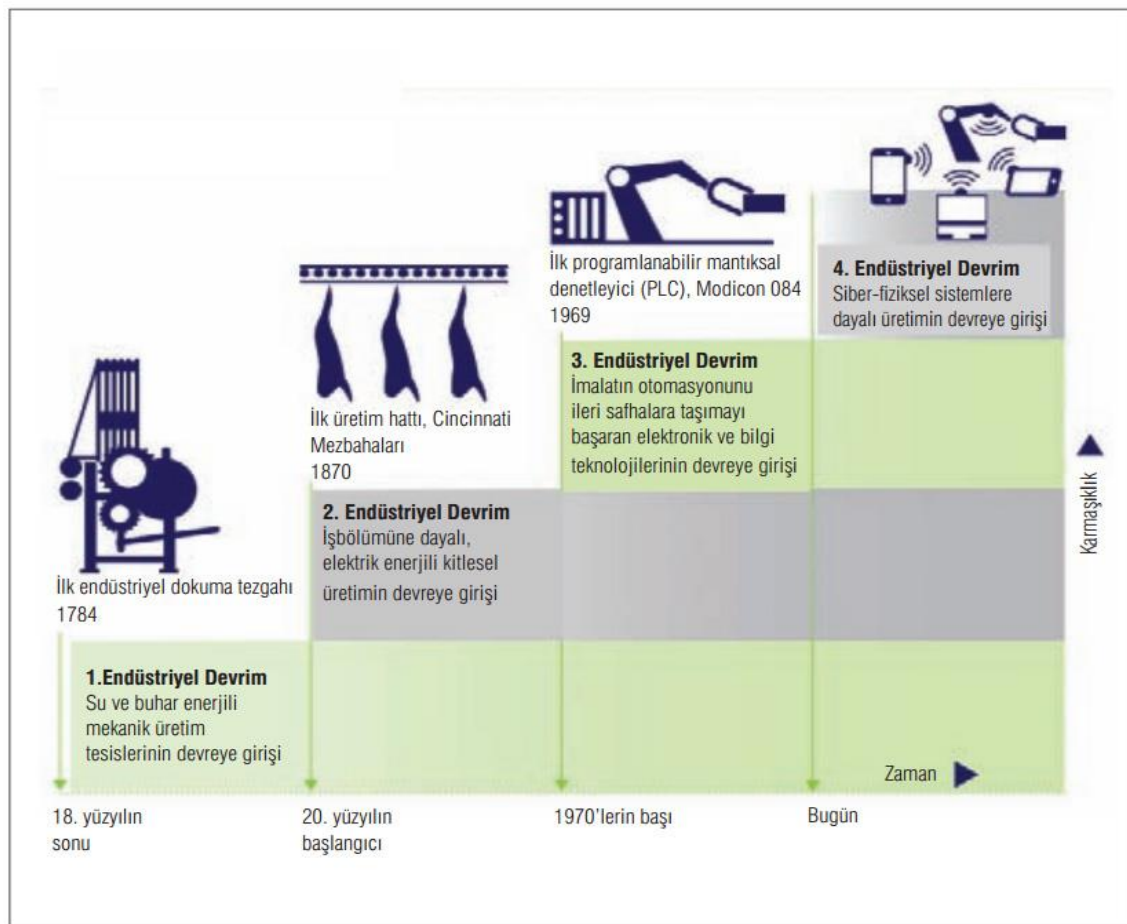 4. Endüstriyel Devrim
Siber-fiziksel sistemlere
dayalı üretimin devreye girişi
İlk programlanabilir mantıksal
denetleyici (PLC), Modicon 084
1969
3. Endüstriyel Devrim
İmalatın otomasyonunu
ileri safhalara taşımayı
başaran elektronik ve bilgi
teknolojilerinin devreye girişi
İlk üretim hattı, Cincinnati
Mezbahaları
1870
2. Endüstriyel Devrim
İşbölümüne dayalı,
elektrik enerjili kitlesel
üretimin devreye girişi
İlk endüstriyel dokuma tezgahı
1784
1.Endüstriyel Devrim
Su ve buhar enerjili
mekanik üretim
tesislerinin devreye girişi
Karmaşıklık
Zaman
18. yüzyılın
sonu
20. yüzyılın
başlangıcı
1970'lerin başı
Bugün